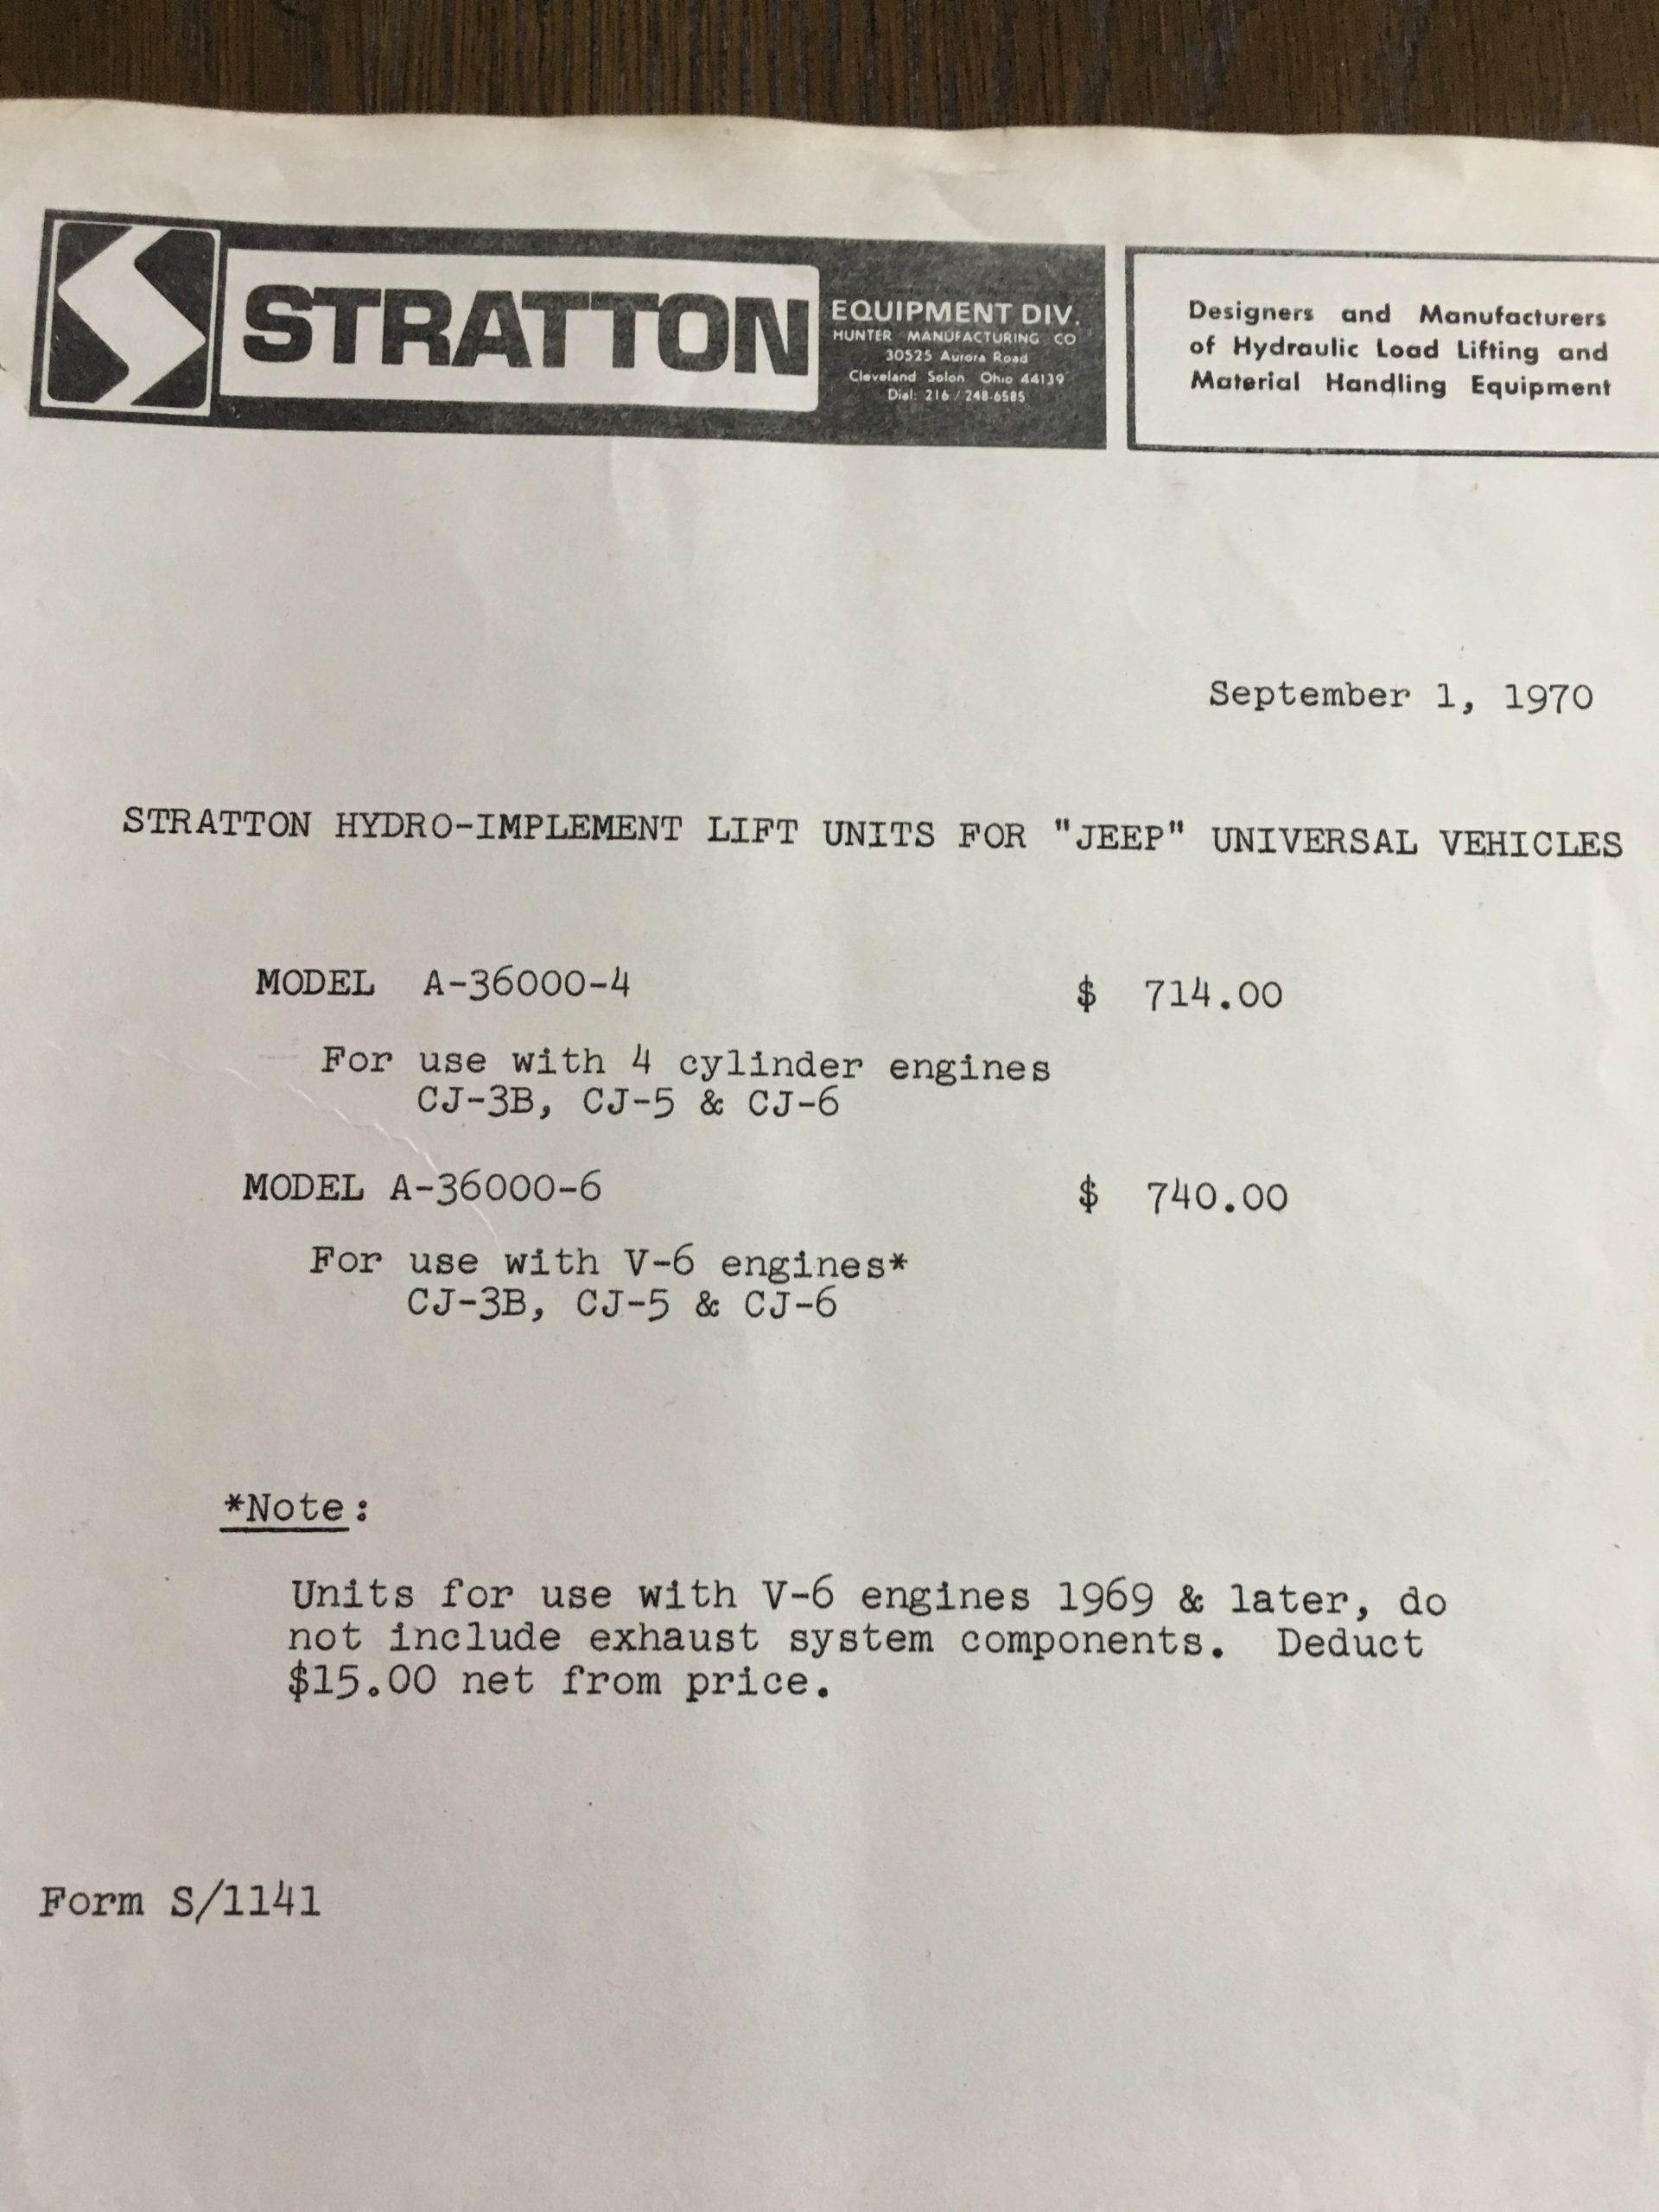 STRATTON
EQUIPMENT DIV.
HUNTER MANUFACTURING CO
30525 Aurora Road
Cleveland Solon Ohio 44139
Dial: 216 / 248-6585
Designers and Manufacturers
of Hydraulic Load Lifting and
Material Handling Equipment
September 1, 1970
STRATTON HYDRO-IMPLEMENT LIFT UNITS FOR "JEEP" UNIVERSAL VEHICLES
MODEL A-36000-4 $ 714.00
For use with 4 cylinder engines
CJ-3B, CJ-5 & CJ-6
MODEL A-36000-6 $ 740.00
For use with V-6 engines*
CJ-3B, CJ-5 & CJ-6
*Note:
Units for use with V-6 engines 1969 & later, do
not include exhaust system components. Deduct
$15.00 net from price.
Form S/1141